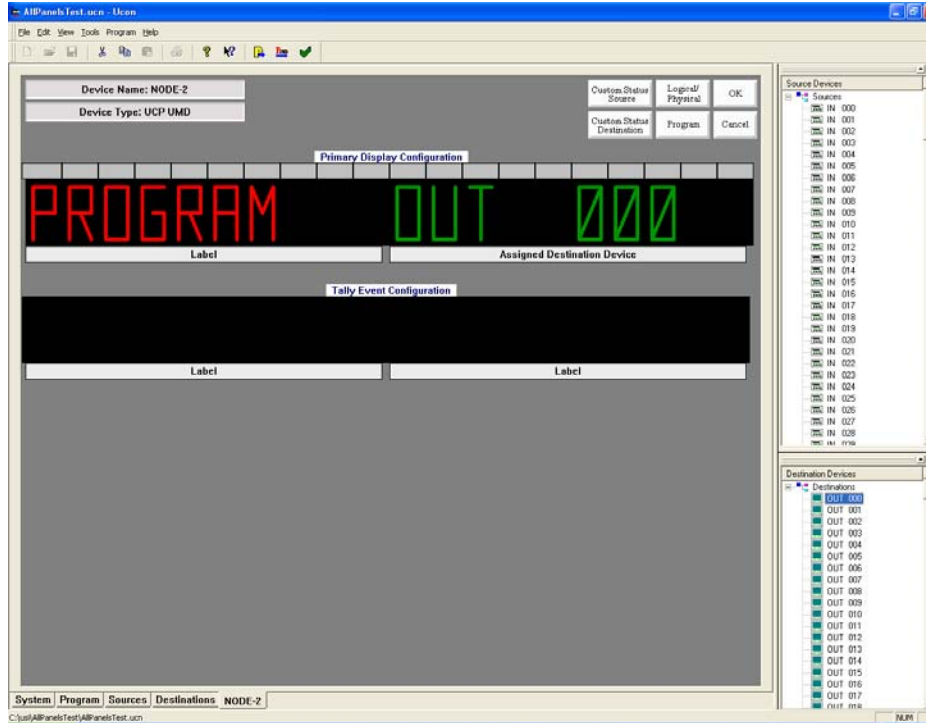 AllPanelsTest.ucn - Ucon
File Edit View Tools Program Help
Device Name: NODE-2
Device Type: UCP UMD
Custom Status Source
Logical/ Physical
OK
Custom Status Destination
Program
Cancel
Primary Display Configuration
PROGRAM OUT 000
Label
Assigned Destination Device
Tally Event Configuration
Label
Label
System Program Sources Destinations NODE-2
C:\usl\AllPanelsTest\AllPanelsTest.ucn
NUM
Source Devices
Sources
IN 000
IN 001
IN 002
IN 003
IN 004
IN 005
IN 006
IN 007
IN 008
IN 009
IN 010
IN 011
IN 012
IN 013
IN 014
IN 015
IN 016
IN 017
IN 018
IN 019
IN 020
IN 021
IN 022
IN 023
IN 024
IN 025
IN 026
IN 027
IN 028
IN 029
Destination Devices
Destinations
OUT 000
OUT 001
OUT 002
OUT 003
OUT 004
OUT 005
OUT 006
OUT 007
OUT 008
OUT 009
OUT 010
OUT 011
OUT 012
OUT 013
OUT 014
OUT 015
OUT 016
OUT 017
OUT 018